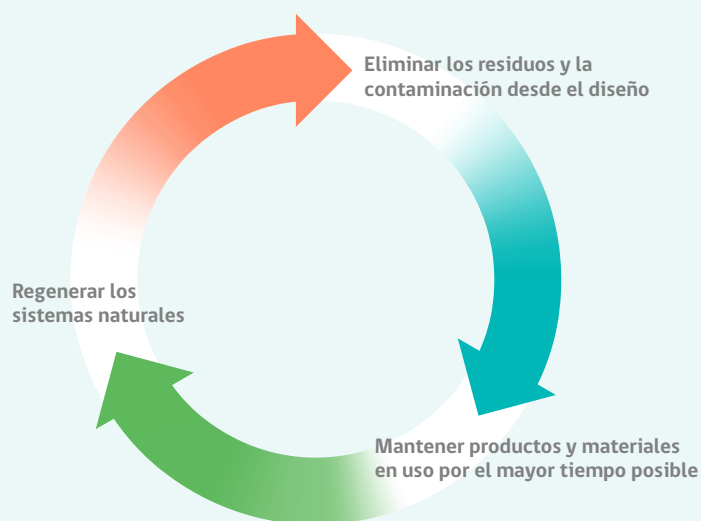 Eliminar los residuos y la
contaminación desde el diseño
Regenerar los
sistemas naturales
Mantener productos y materiales
en uso por el mayor tiempo posible